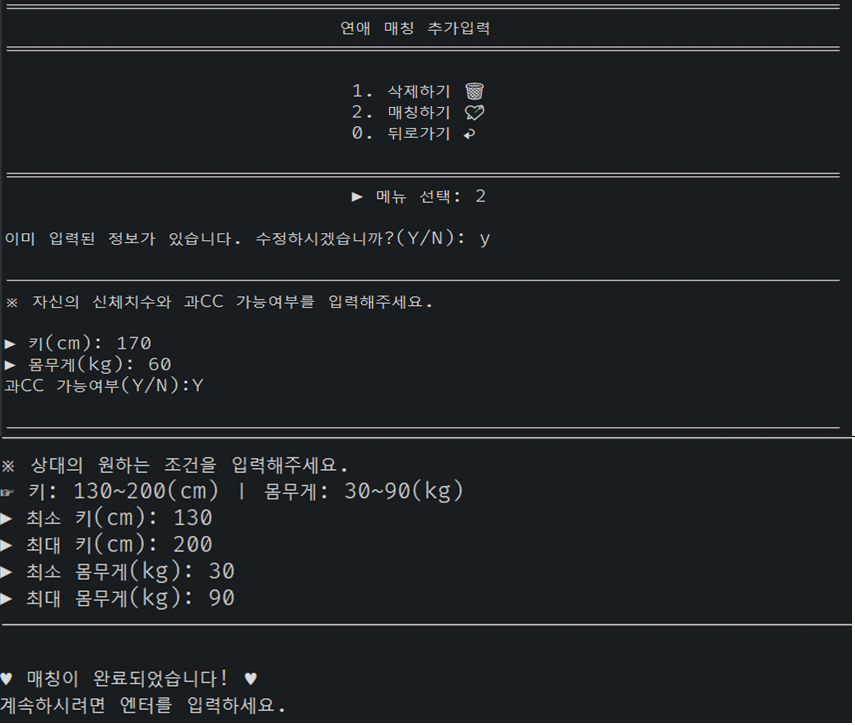 연애 매칭 추가입력
1. 삭제하기 🗑
2. 매칭하기 💘
0. 뒤로가기 ↩
▶ 메뉴 선택: 2
이미 입력된 정보가 있습니다. 수정하시겠습니까?(Y/N): y
※ 자신의 신체치수와 과CC 가능여부를 입력해주세요.
▶ 키(cm): 170
▶ 몸무게(kg): 60
과CC 가능여부(Y/N):Y
※ 상대의 원하는 조건을 입력해주세요.
☞ 키: 130~200(cm) | 몸무게: 30~90(kg)
▶ 최소 키(cm): 130
▶ 최대 키(cm): 200
▶ 최소 몸무게(kg): 30
▶ 최대 몸무게(kg): 90
♥ 매칭이 완료되었습니다! ♥
계속하시려면 엔터를 입력하세요.